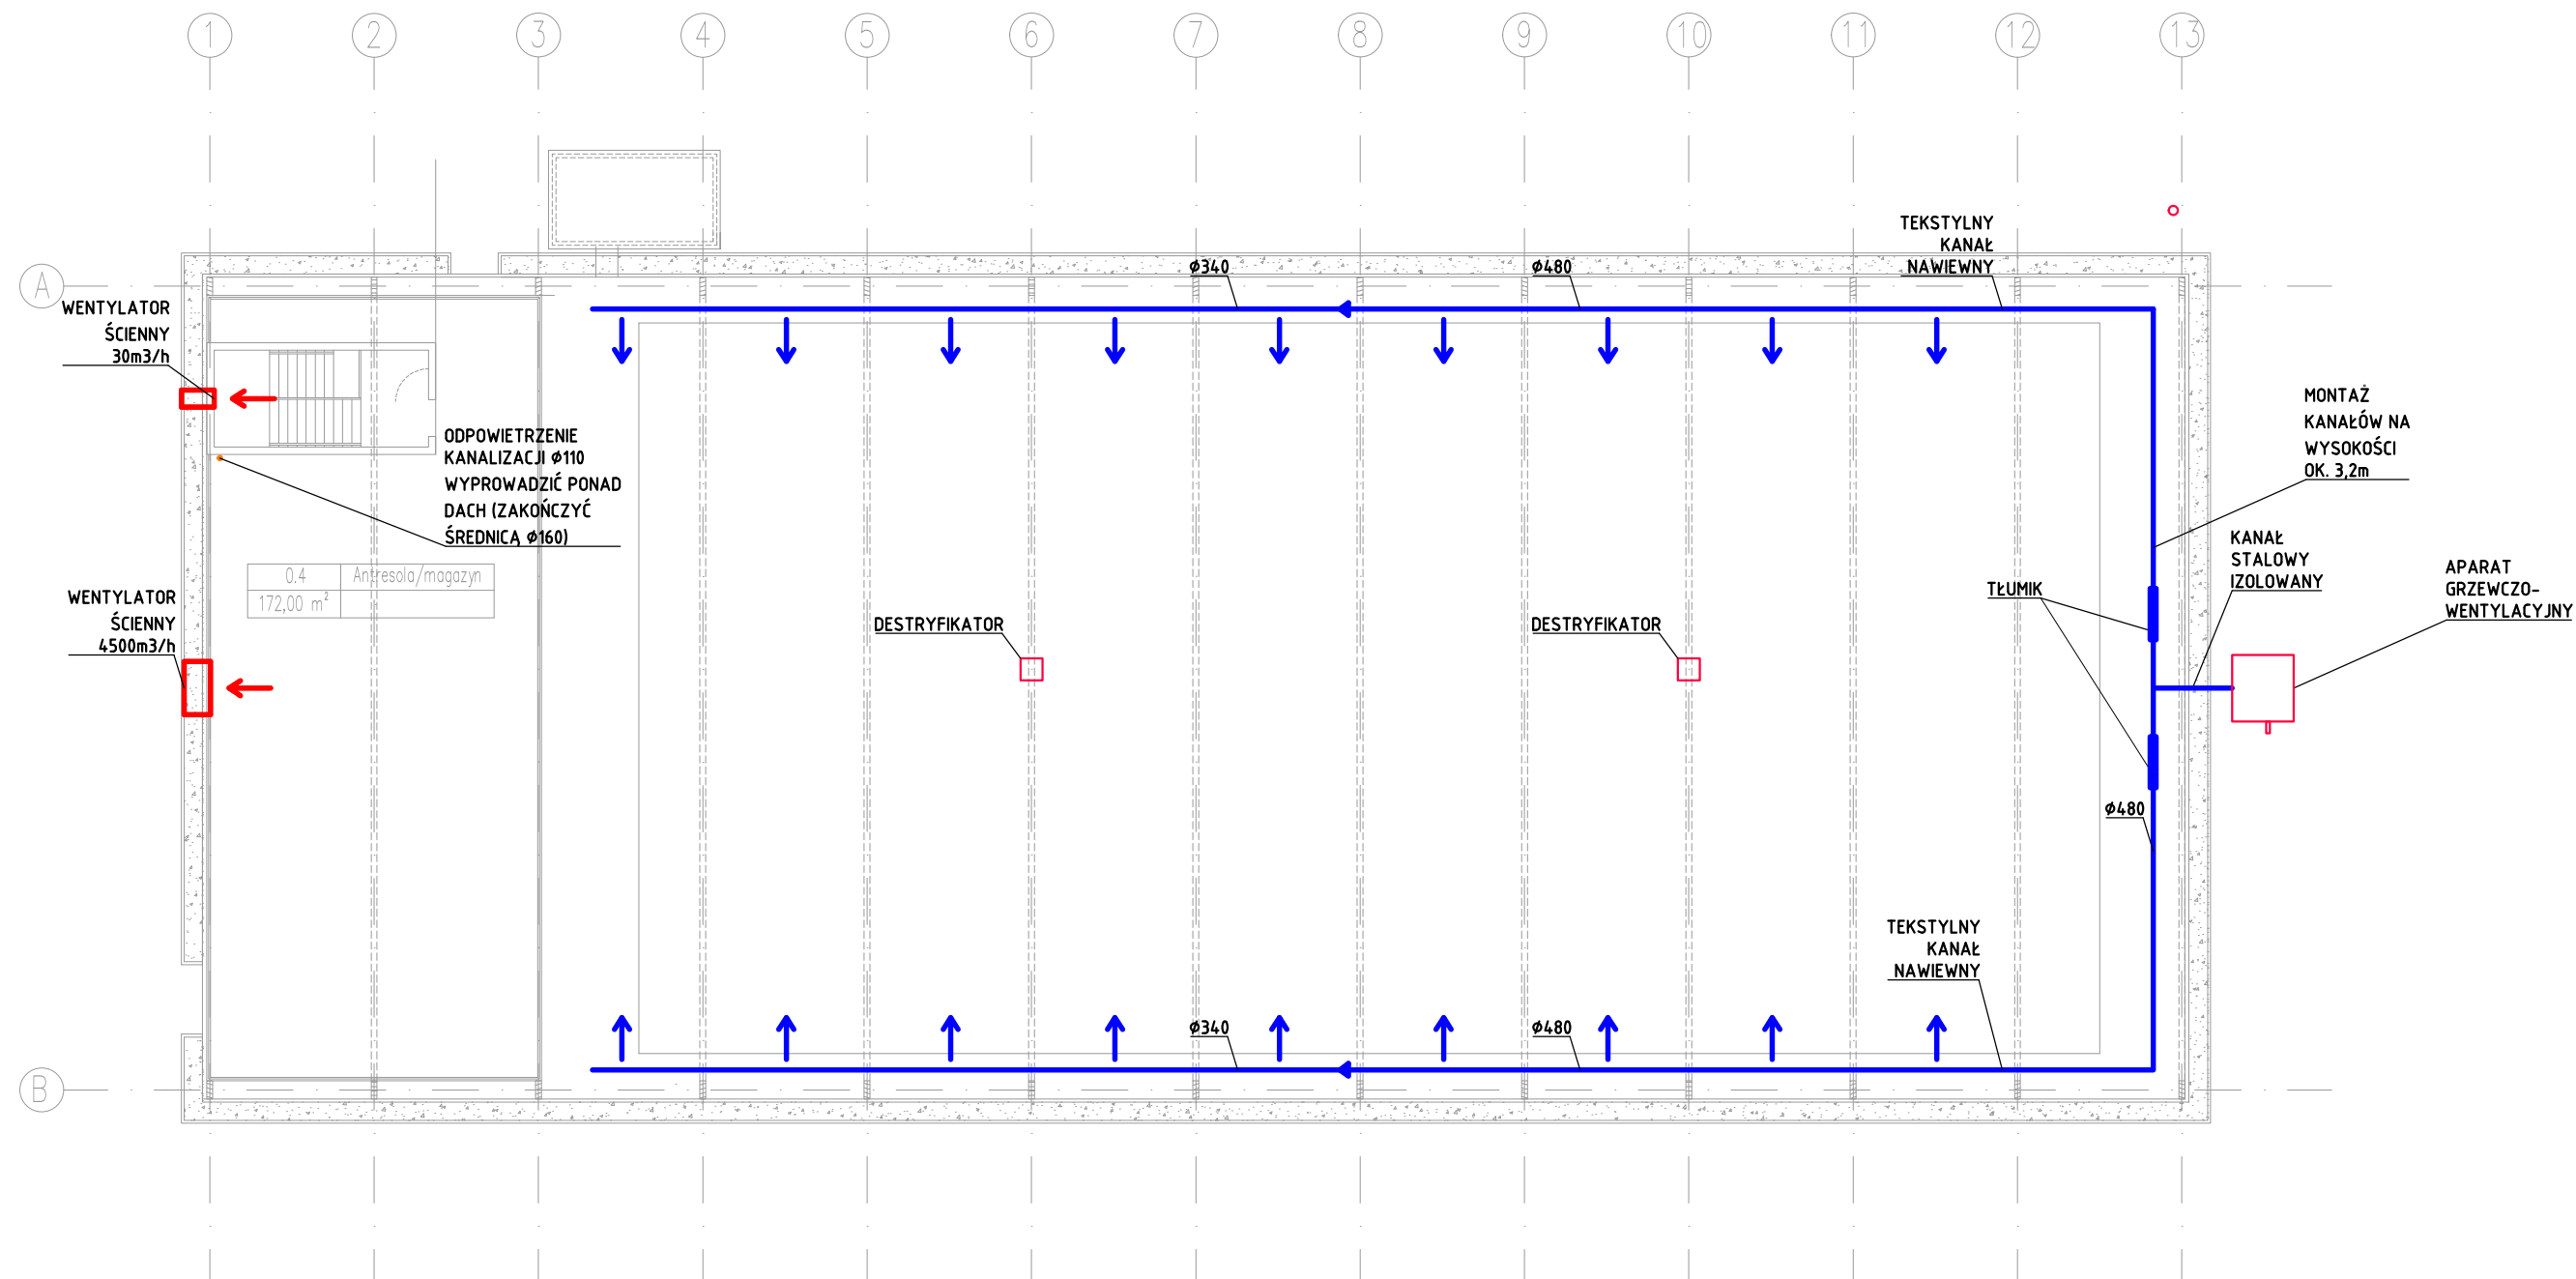 1 2 3 4 5 6 7 8 9 10 11 12 13
A
B
TEKSTYLNY
KANAŁ
NAWIEWNY
ø340
ø480
WENTYLATOR
ŚCIENNY
30m3/h
ODPOWIETRZENIE
KANALIZACJI ø110
WYPROWADZIĆ PONAD
DACH (ZAKOŃCZYĆ
ŚREDNICĄ ø160)
MONTAŻ
KANAŁÓW NA
WYSOKOŚCI
OK. 3,2m
KANAŁ
STALOWY
IZOLOWANY
APARAT
GRZEWCZO-
WENTYLACYJNY
0.4 Antresola/magazyn
172,00 m²
WENTYLATOR
ŚCIENNY
4500m3/h
DESTRYFIKATOR
DESTRYFIKATOR
TŁUMIK
ø480
TEKSTYLNY
KANAŁ
NAWIEWNY
ø340
ø480